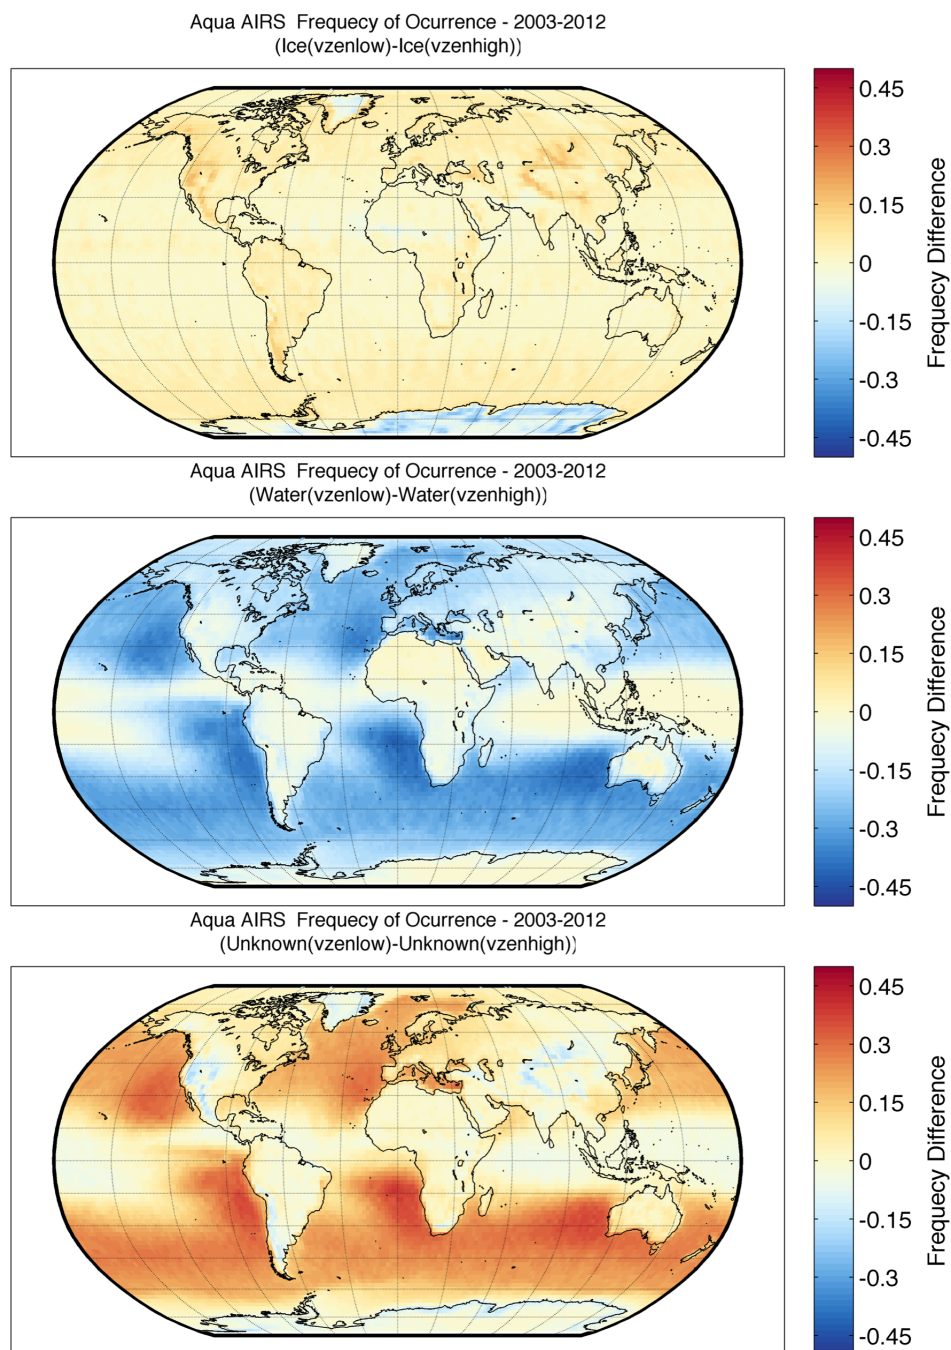 Aqua AIRS  Frequecy of Ocurrence - 2003-2012
(Ice(vzenlow)-Ice(vzenhigh))
0.45
0.3
0.15
0
-0.15
-0.3
-0.45
Frequecy Difference
Aqua AIRS  Frequecy of Ocurrence - 2003-2012
(Water(vzenlow)-Water(vzenhigh))
0.45
0.3
0.15
0
-0.15
-0.3
-0.45
Frequecy Difference
Aqua AIRS  Frequecy of Ocurrence - 2003-2012
(Unknown(vzenlow)-Unknown(vzenhigh))
0.45
0.3
0.15
0
-0.15
-0.3
-0.45
Frequecy Difference